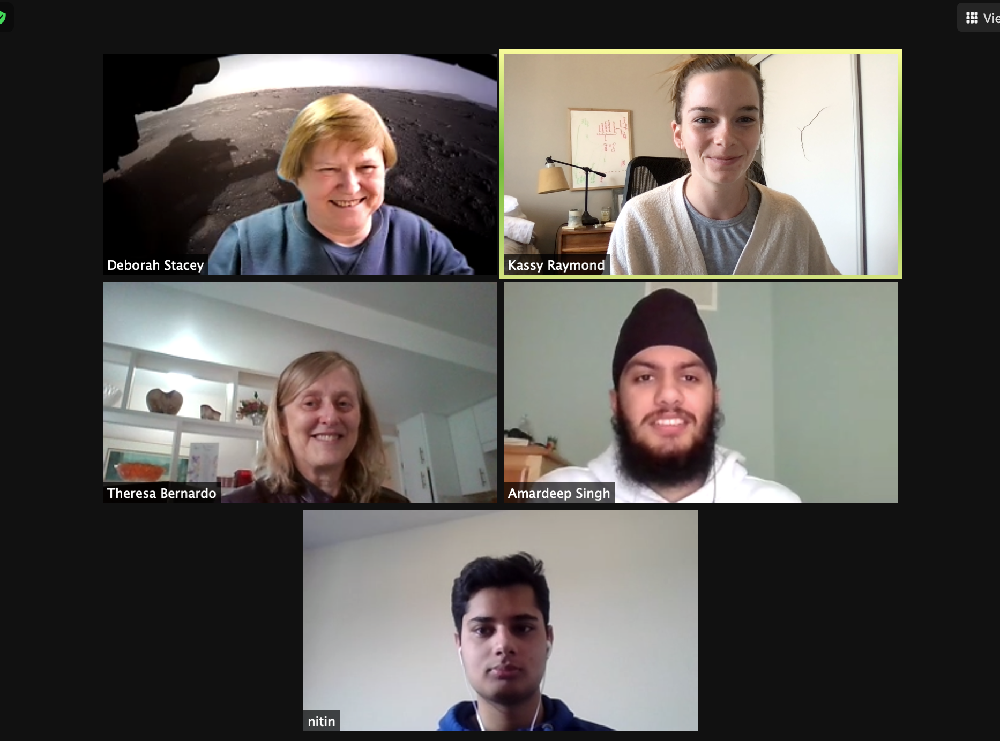 Vie
Deborah Stacey
Kassy Raymond
Theresa Bernardo
Amardeep Singh
nitin